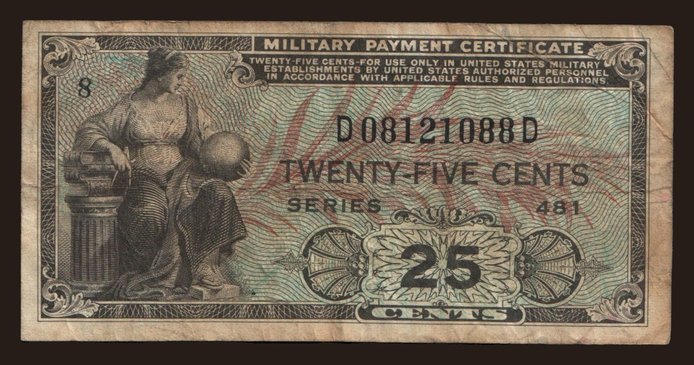 MILITARY PAYMENT CERTIFICATE
TWENTY-FIVE CENTS-FOR USE ONLY IN UNITED STATES MILITARY
ESTABLISHMENTS BY UNITED STATES AUTHORIZED PERSONNEL
IN ACCORDANCE WITH APPLICABLE RULES AND REGULATIONS.
8
D08121088D
TWENTY-FIVE CENTS
SERIES 481
25
CENTS